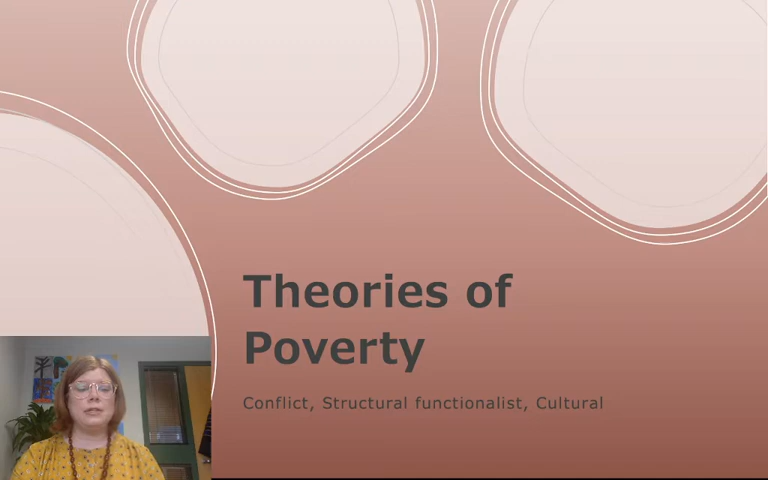 Theories of
Poverty
Conflict, Structural functionalist, Cultural